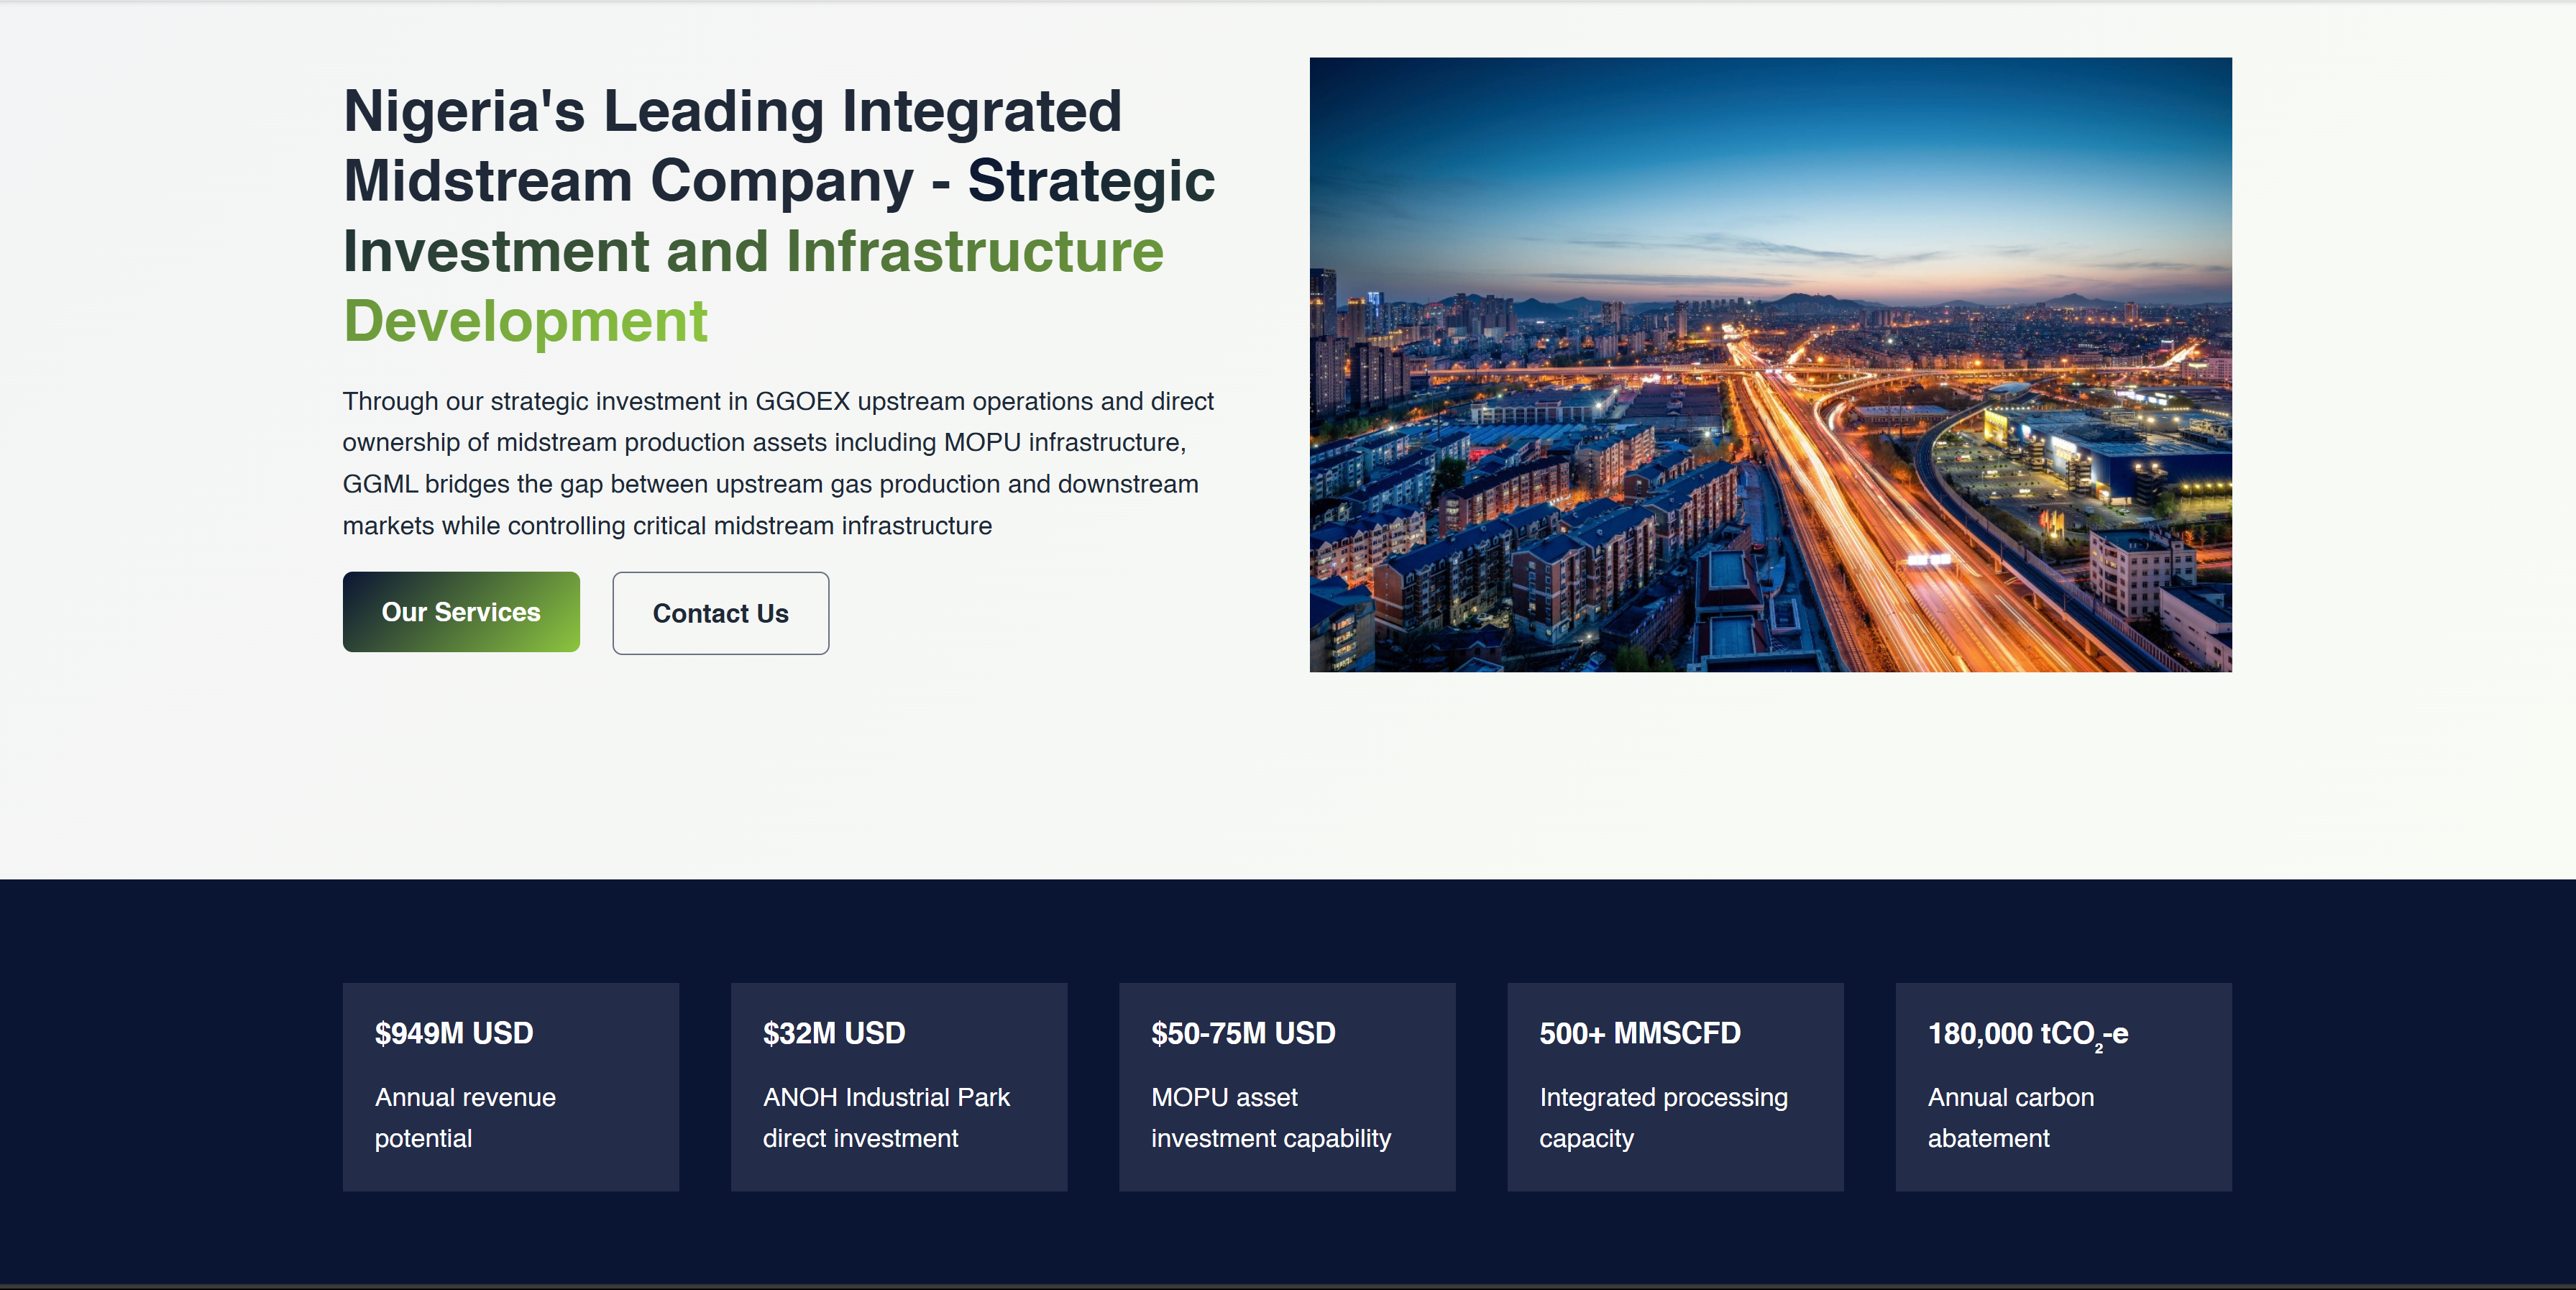 Nigeria's Leading Integrated
Midstream Company - Strategic
Investment and Infrastructure
Development
Through our strategic investment in GGOEX upstream operations and direct
ownership of midstream production assets including MOPU infrastructure,
GGML bridges the gap between upstream gas production and downstream
markets while controlling critical midstream infrastructure
Our Services
Contact Us
$949M USD
Annual revenue
potential
$32M USD
ANOH Industrial Park
direct investment
$50-75M USD
MOPU asset
investment capability
500+ MMSCFD
Integrated processing
capacity
180,000 tCO₂-e
Annual carbon
abatement